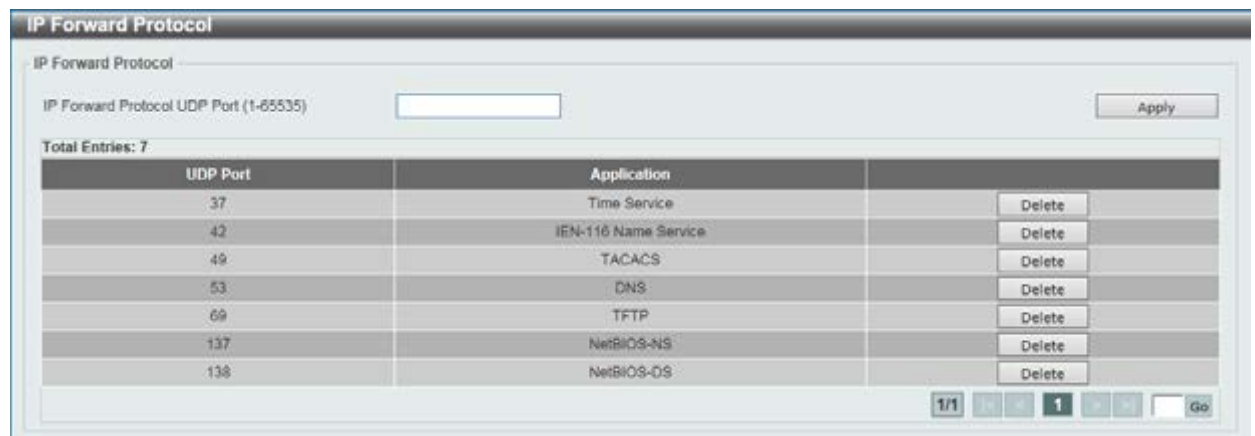 IP Forward Protocol
IP Forward Protocol
IP Forward Protocol UDP Port (1-65535) Apply
Total Entries: 7
UDP Port Application
37 Time Service Delete
42 IEN-116 Name Service Delete
49 TACACS Delete
53 DNS Delete
69 TFTP Delete
137 NetBIOS-NS Delete
138 NetBIOS-DS Delete
1/1 |< < 1 > >| Go